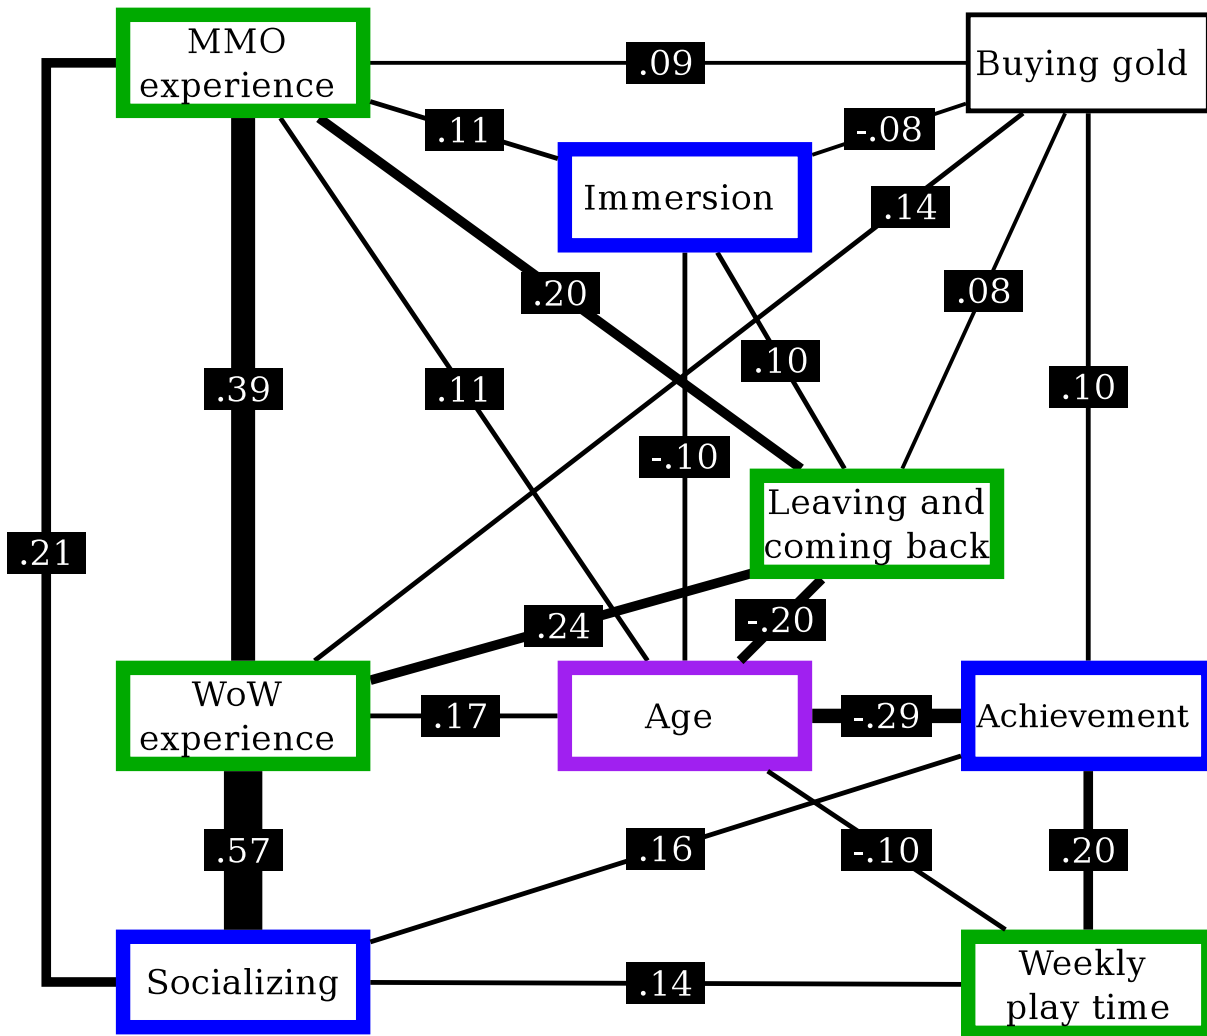 MMO
experience
.09
Buying gold
.11
-.08
Immersion
.14
.20
.08
.39
.11
.10
.10
-.10
Leaving and
coming back
.21
.24
-.20
WoW
experience
.17
Age
-.29
Achievement
.57
.16
-.10
.20
Socializing
.14
Weekly
play time